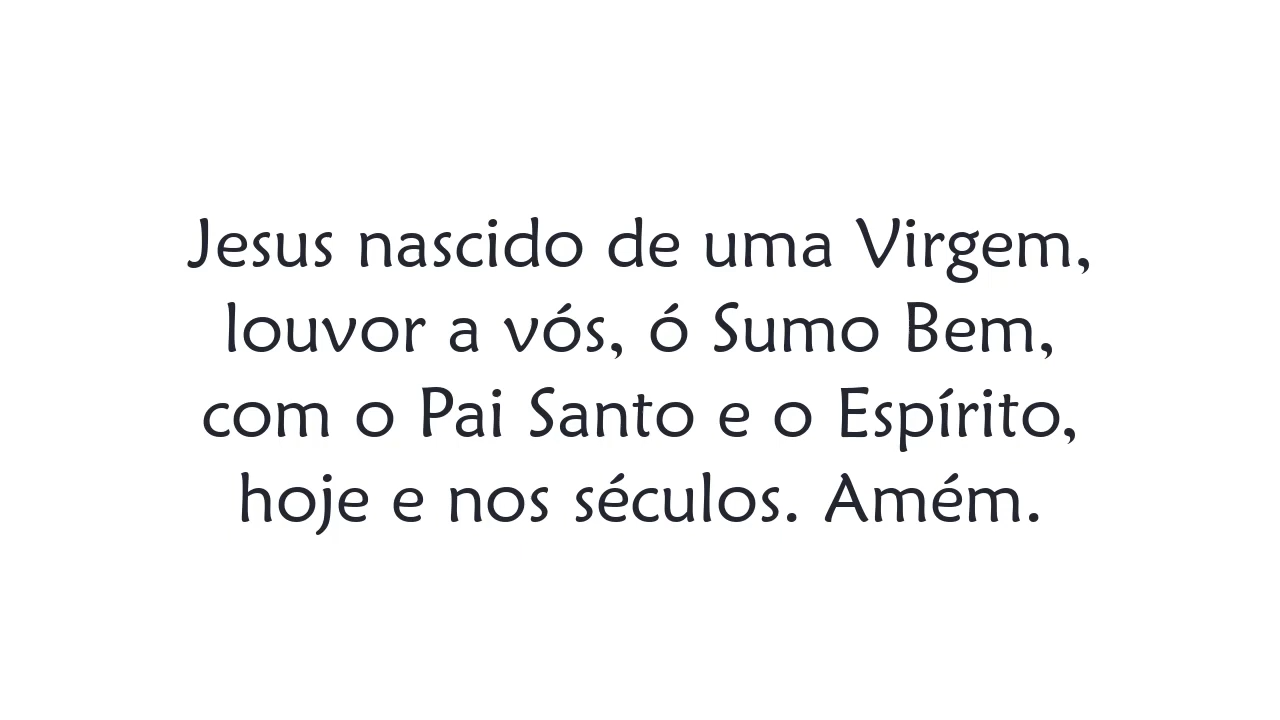 Jesus nascido de uma Virgem,
louvor a vós, ó Sumo Bem,
com o Pai Santo e o Espírito,
hoje e nos séculos. Amém.